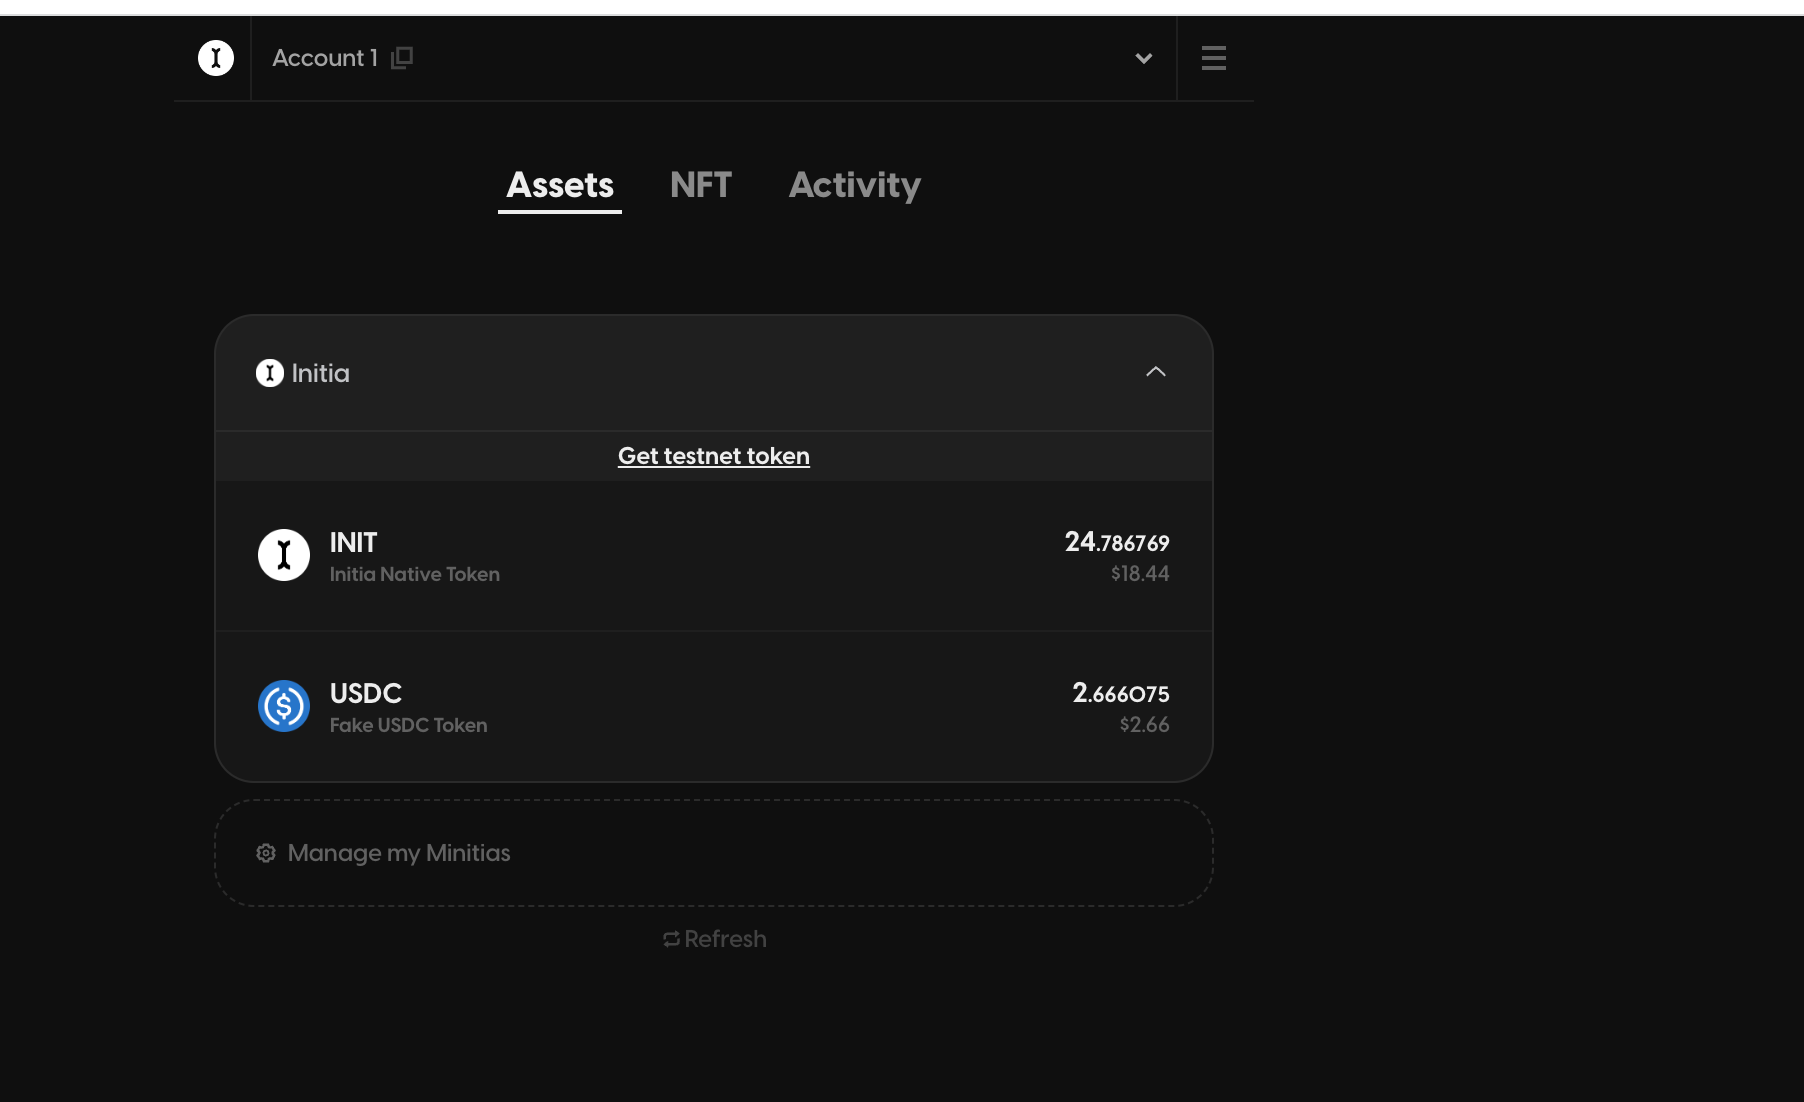 Account 1
Assets NFT Activity
Initia
Get testnet token
INIT 24.786769
Initia Native Token $18.44
USDC 2.666075
Fake USDC Token $2.66
Manage my Minitias
Refresh